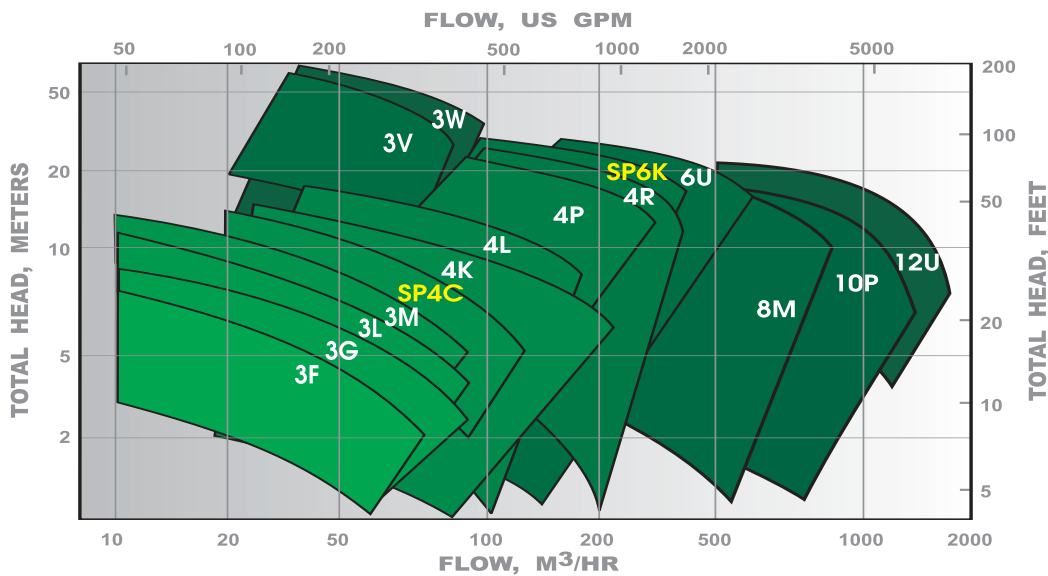 FLOW, US GPM
50 100 200 500 1000 2000 5000
200
50
3W
100
3V
20
SP6K 6U
4R
50
4P
4L
10
12U
4K
10P
SP4C
8M
3M
20
3L
3G
5
3F
10
2
5
TOTAL HEAD, METERS
TOTAL HEAD, FEET
10 20 50 100 200 500 1000 2000
FLOW, M3/HR